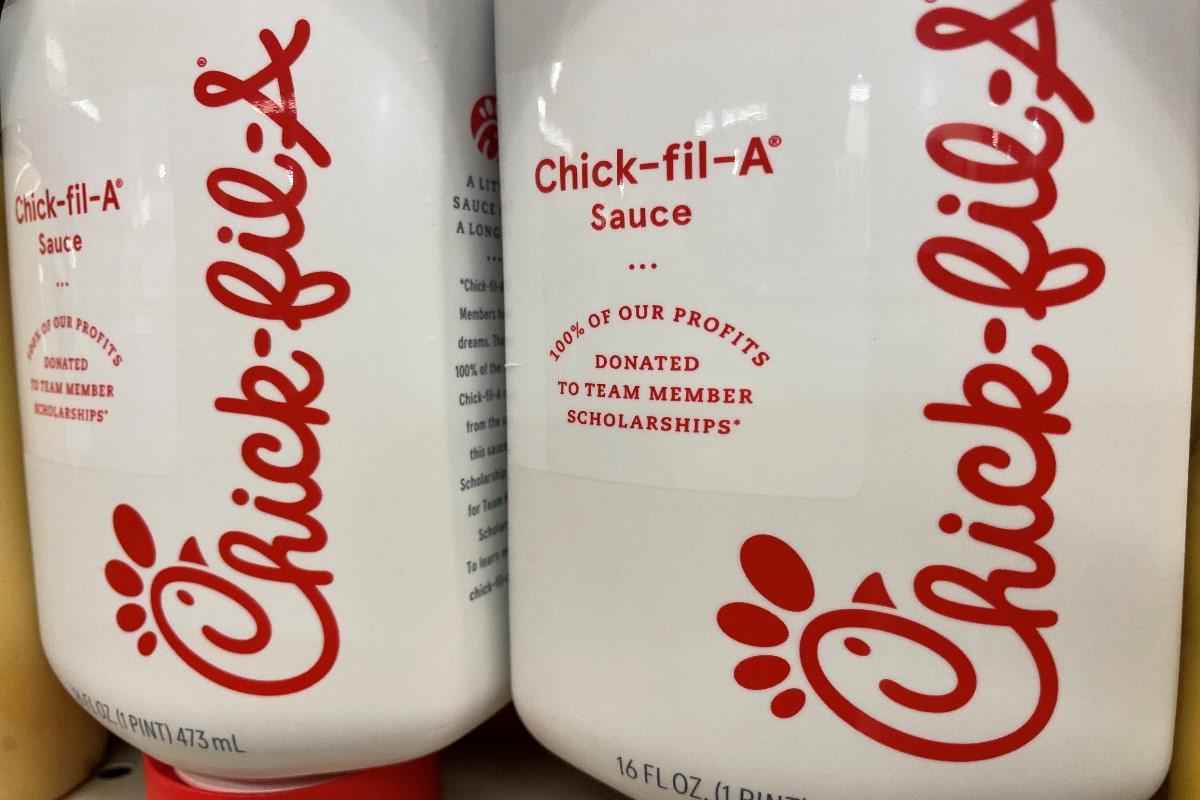 Chick-fil-A®
Sauce
...
100% OF OUR PROFITS
DONATED
TO TEAM MEMBER
SCHOLARSHIPS*
Chick-fil-A®
FL OZ. (1 PINT) 473 mL
A
SAUCE
A LONG
...
*Chick-fil-A
Members
dreams.
100% of the
Chick-fil-A
from the
this sauce
Scholarships
for Team
To learn
Chick-fil-A®
Sauce
...
100% OF OUR PROFITS
DONATED
TO TEAM MEMBER
SCHOLARSHIPS*
Chick-fil-A
16 FL OZ. (1 PINT)